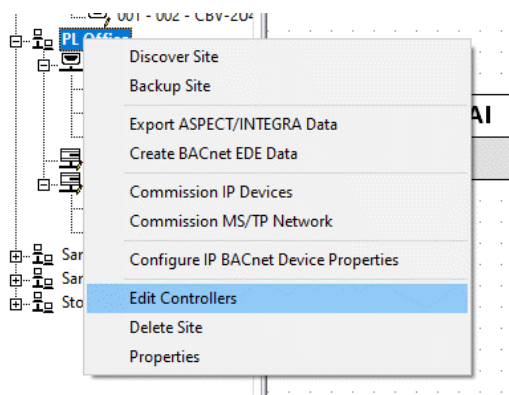 001 - 002 - CBV-2U4
PL Office
AI
Discover Site
Backup Site
Export ASPECT/INTEGRA Data
Create BACnet EDE Data
Commission IP Devices
Commission MS/TP Network
Configure IP BACnet Device Properties
Sar
Sar
Edit Controllers
Sto
Delete Site
Properties